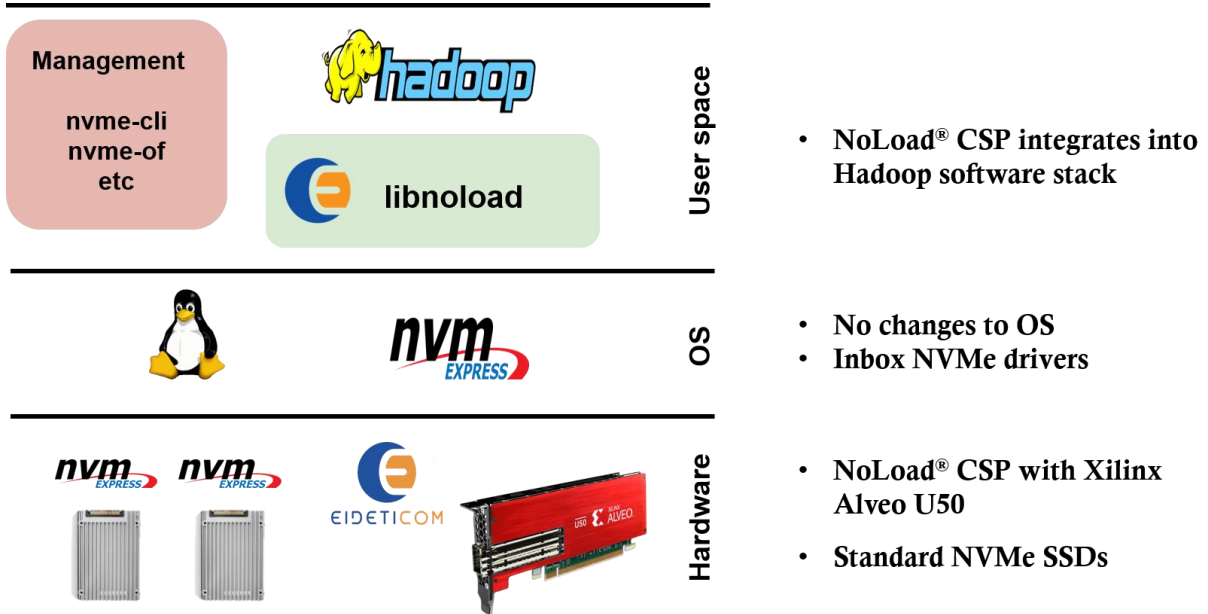 Management
nvme-cli
nvme-of
etc
hadoop
libnoload
User space
• NoLoad® CSP integrates into
Hadoop software stack
nvm
EXPRESS
OS
• No changes to OS
• Inbox NVMe drivers
nvm
EXPRESS
nvm
EXPRESS
EIDETICOM
U50 XILINX
ALVEO
Hardware
• NoLoad® CSP with Xilinx
Alveo U50
• Standard NVMe SSDs